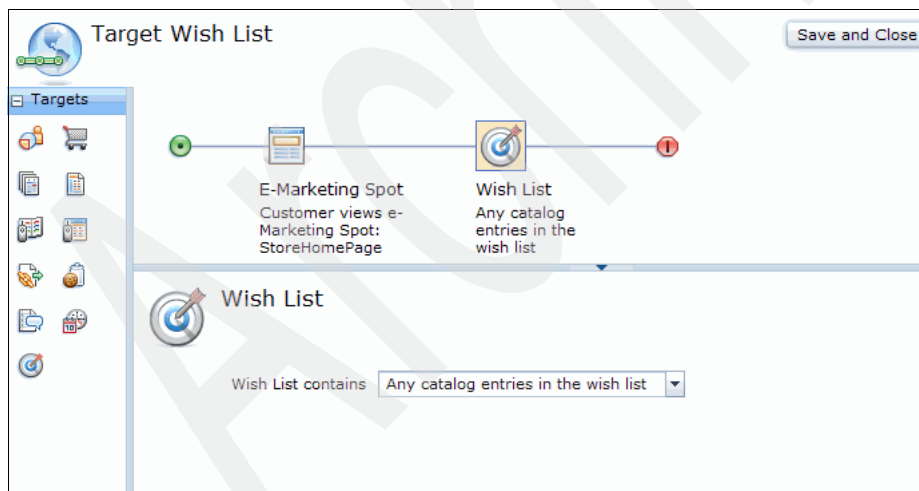 Target Wish List
Save and Close
Targets
E-Marketing Spot
Customer views e-
Marketing Spot:
StoreHomePage
Wish List
Any catalog
entries in the
wish list
Wish List
Wish List contains
Any catalog entries in the wish list